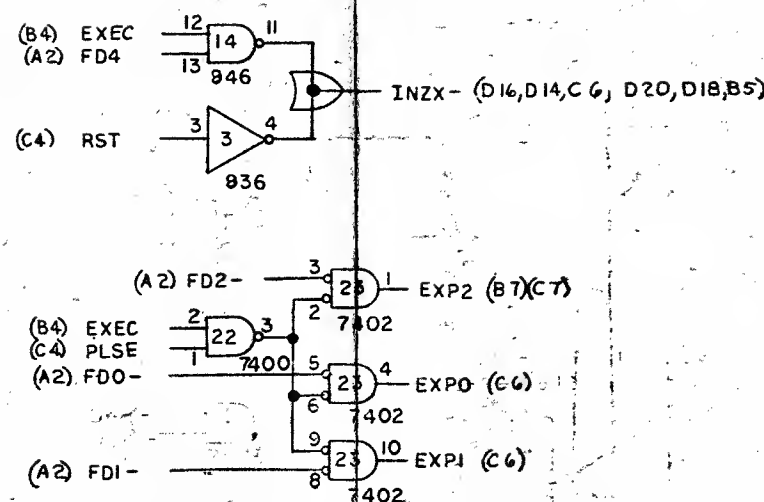 (B4) EXEC 12 14 11
(A2) FD4 13
946
INZX- (D16,D14,C6, D20,D18,B5)
(C4) RST 3 3 4
936
(A2) FD2- 3 23 1 EXP2 (B7)(C7)
2
7402
(B4) EXEC 2 22 3
(C4) PLSE 1 7400
(A2) FD0- 5 23 4 EXP0 (C6)
6
7402
9 23 10 EXP1 (C6)
(A2) FD1- 8
7402